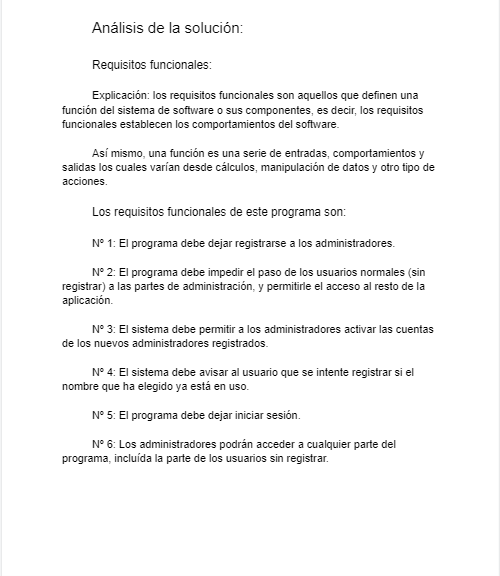 Análisis de la solución:
Requisitos funcionales:
Explicación: los requisitos funcionales son aquellos que definen una
función del sistema de software o sus componentes, es decir, los requisitos
funcionales establecen los comportamientos del software.
Así mismo, una función es una serie de entradas, comportamientos y
salidas los cuales varían desde cálculos, manipulación de datos y otro tipo de
acciones.
Los requisitos funcionales de este programa son:
Nº 1: El programa debe dejar registrarse a los administradores.
Nº 2: El programa debe impedir el paso de los usuarios normales (sin
registrar) a las partes de administración, y permitirle el acceso al resto de la
aplicación.
Nº 3: El sistema debe permitir a los administradores activar las cuentas
de los nuevos administradores registrados.
Nº 4: El sistema debe avisar al usuario que se intente registrar si el
nombre que ha elegido ya está en uso.
Nº 5: El programa debe dejar iniciar sesión.
Nº 6: Los administradores podrán acceder a cualquier parte del
programa, incluída la parte de los usuarios sin registrar.